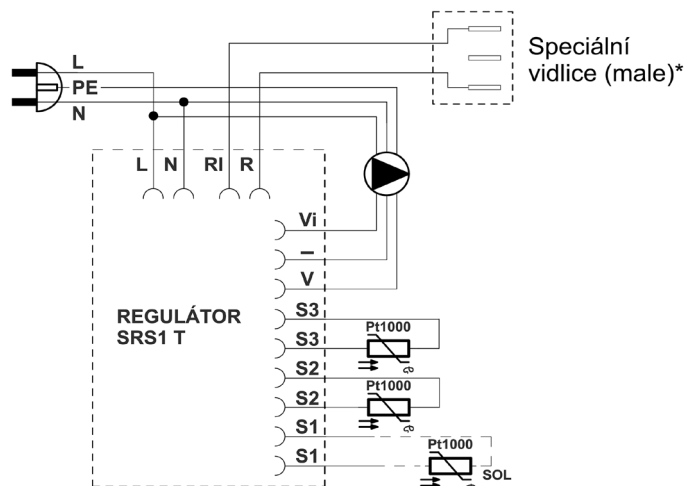 L
PE
N
Speciální
vidlice (male)*
L N RI R
Vi
–
V
REGULÁTOR
SRS1 T
S3
S3
Pt1000
S2
S2
Pt1000
S1
S1
Pt1000
SOL